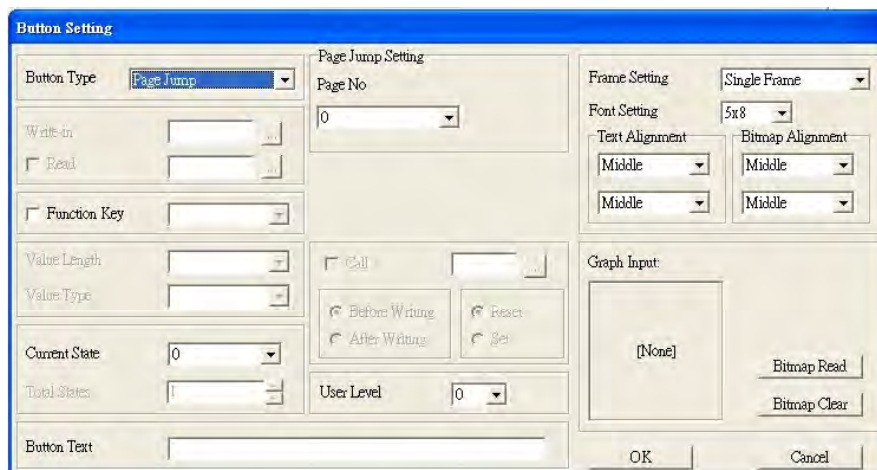 Button Setting
Button Type
Page Jump
Write-in
...
Read
...
Function Key
Value Length
Value Type
Current State
0
Total States
1
Button Text
Page Jump Setting
Page No
0
Call
...
Before Writing
After Writing
Reset
Set
User Level
0
Frame Setting
Single Frame
Font Setting
5x8
Text Alignment
Middle
Middle
Bitmap Alignment
Middle
Middle
Graph Input:
[None]
Bitmap Read
Bitmap Clear
OK
Cancel